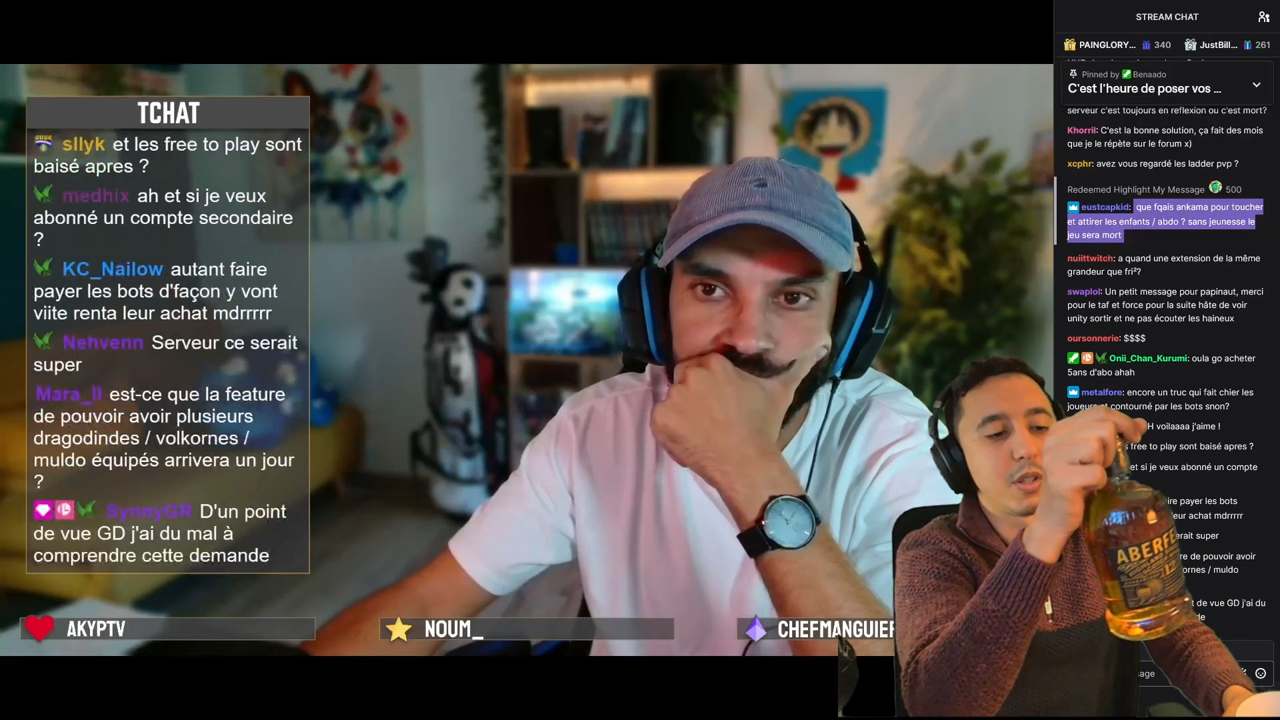 TCHAT
sllyk et les free to play sont
baisé apres ?
medhix ah et si je veux
abonné un compte secondaire
?
KC_Nailow autant faire
payer les bots d'façon y vont
viite renta leur achat mdrrrrr
Nehvenn Serveur ce serait
super
Mara_ll est-ce que la feature
de pouvoir avoir plusieurs
dragodindes / volkornes /
muldo équipés arrivera un jour
?
SynnyGR D'un point
de vue GD j'ai du mal à
comprendre cette demande
AKYPTV
NOUM_
CHEFMANGUIER
ABERFE
12
STREAM CHAT
PAINGLORY... 340 JustBill... 261
Pinned by Benaado
C'est l'heure de poser vos ...
serveur c'est toujours en reflexion ou c'est mort?
Khorril: C'est la bonne solution, ça fait des mois
que je le répète sur le forum x)
xcphr: avez vous regardé les ladder pvp ?
Redeemed Highlight My Message 500
eustcapkid: que fqais ankama pour toucher
et attirer les enfants / abdo ? sans jeunesse le
jeu sera mort
nuiittwitch: a quand une extension de la même
grandeur que fri²?
swaplol: Un petit message pour papinaut, merci
pour le taf et force pour la suite hâte de voir
unity sortir et ne pas écouter les haineux
oursonnerie: $$$$
Onii_Chan_Kurumi: oula go acheter
5ans d'abo ahah
metalfore: encore un truc qui fait chier les
joueurs et contourné par les bots snon?
H voilaaaa j'aime !
s free to play sont baisé apres ?
et si je veux abonné un compte
ire payer les bots
eur achat mdrrrrr
erait super
re de pouvoir avoir
ornes / muldo
t de vue GD j'ai du
de
sage